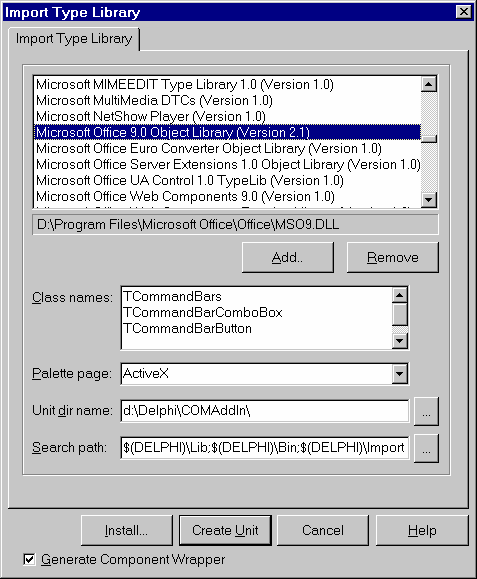 Import Type Library
Import Type Library
Microsoft MIMEEDIT Type Library 1.0 (Version 1.0)
Microsoft MultiMedia DTCs (Version 1.0)
Microsoft NetShow Player (Version 1.0)
Microsoft Office 9.0 Object Library (Version 2.1)
Microsoft Office Euro Converter Object Library (Version 1.0)
Microsoft Office Server Extensions 1.0 Object Library (Version 1.0)
Microsoft Office UA Control 1.0 TypeLib (Version 1.0)
Microsoft Office Web Components 9.0 (Version 1.0)
D:\Program Files\Microsoft Office\Office\MSO9.DLL
Add.. Remove
Class names:
TCommandBars
TCommandBarComboBox
TCommandBarButton
Palette page: ActiveX
Unit dir name: d:\Delphi\COMAddIn\ ...
Search path: $(DELPHI)\Lib;$(DELPHI)\Bin;$(DELPHI)\Import ...
Install... Create Unit Cancel Help
Generate Component Wrapper